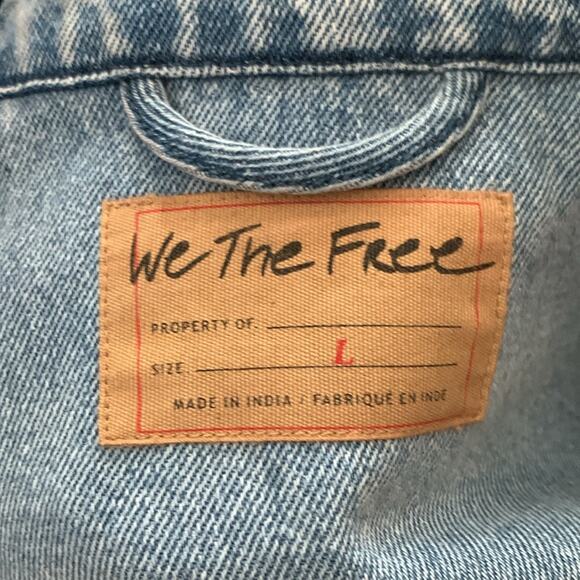 We The Free
PROPERTY OF.
SIZE. L
MADE IN INDIA / FABRIQUÉ EN INDE